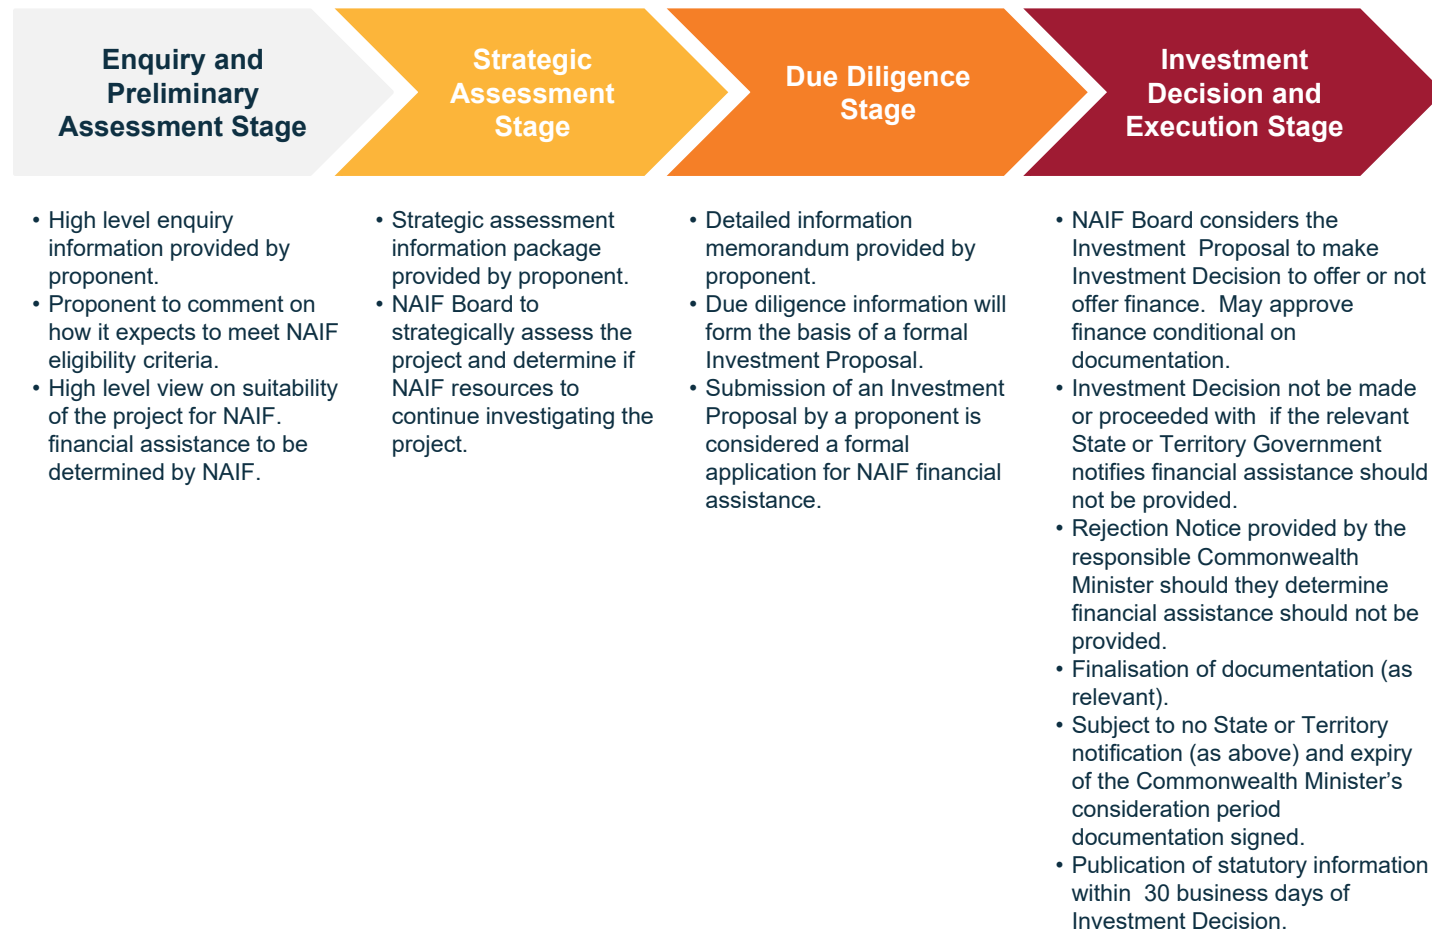 Enquiry and
Preliminary
Assessment Stage
Strategic
Assessment
Stage
Due Diligence
Stage
Investment
Decision and
Execution Stage
• High level enquiry
information provided by
proponent.
• Proponent to comment on
how it expects to meet NAIF
eligibility criteria.
• High level view on suitability
of the project for NAIF.
financial assistance to be
determined by NAIF.
• Strategic assessment
information package
provided by proponent.
• NAIF Board to
strategically assess the
project and determine if
NAIF resources to
continue investigating the
project.
• Detailed information
memorandum provided by
proponent.
• Due diligence information will
form the basis of a formal
Investment Proposal.
• Submission of an Investment
Proposal by a proponent is
considered a formal
application for NAIF financial
assistance.
• NAIF Board considers the
Investment  Proposal to make
Investment Decision to offer or not
offer finance.  May approve
finance conditional on
documentation.
• Investment Decision not be made
or proceeded with  if the relevant
State or Territory Government
notifies financial assistance should
not be provided.
• Rejection Notice provided by the
responsible Commonwealth
Minister should they determine
financial assistance should not be
provided.
• Finalisation of documentation (as
relevant).
• Subject to no State or Territory
notification (as above) and expiry
of the Commonwealth Minister’s
consideration period
documentation signed.
• Publication of statutory information
within  30 business days of
Investment Decision.